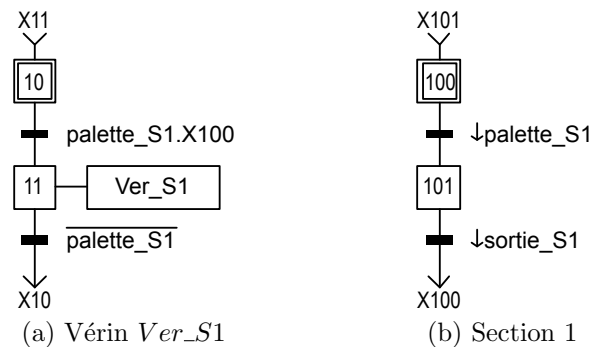 X11
10
palette_S1.X100
11
Ver_S1
palette_S1
X10
(a) Vérin Ver_S1
X101
100
↓palette_S1
101
↓sortie_S1
X100
(b) Section 1